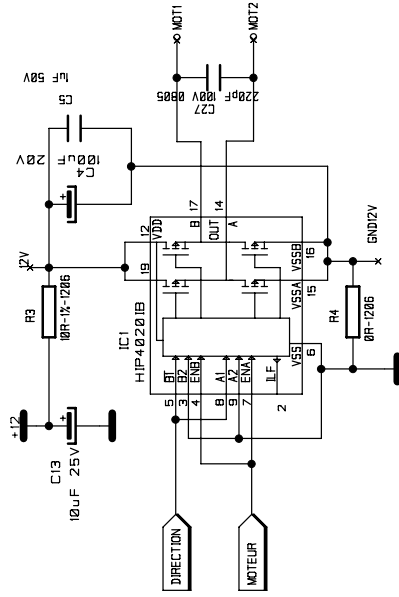 MOT1
MOT2
1uF 50V
C5
100uF 20V
C4
+
220pF
100V
0805
C27
12V
R3
10R-1%-1206
+12
C13
10uF 25V
+
IC1
HIP4020IB
12
VDD
19
17
B
OUT
14
A
VSSB
16
VSSA
15
VSS
6
GND12V
R4
0R-1206
5
3
B2
4
ENB
8
A1
9
A2
7
ENA
2
ILF
DIRECTION
MOTEUR